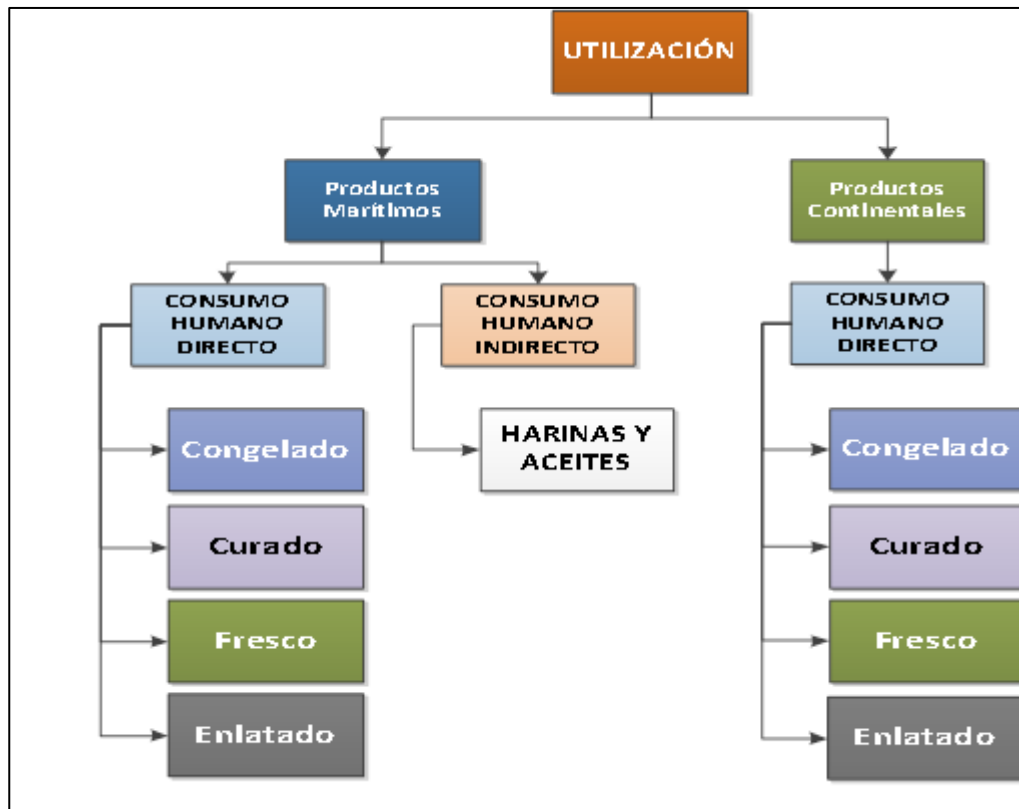 UTILIZACIÓN
Productos
Marítimos
Productos
Continentales
CONSUMO
HUMANO
DIRECTO
CONSUMO
HUMANO
INDIRECTO
CONSUMO
HUMANO
DIRECTO
Congelado
HARINAS Y
ACEITES
Congelado
Curado
Curado
Fresco
Fresco
Enlatado
Enlatado